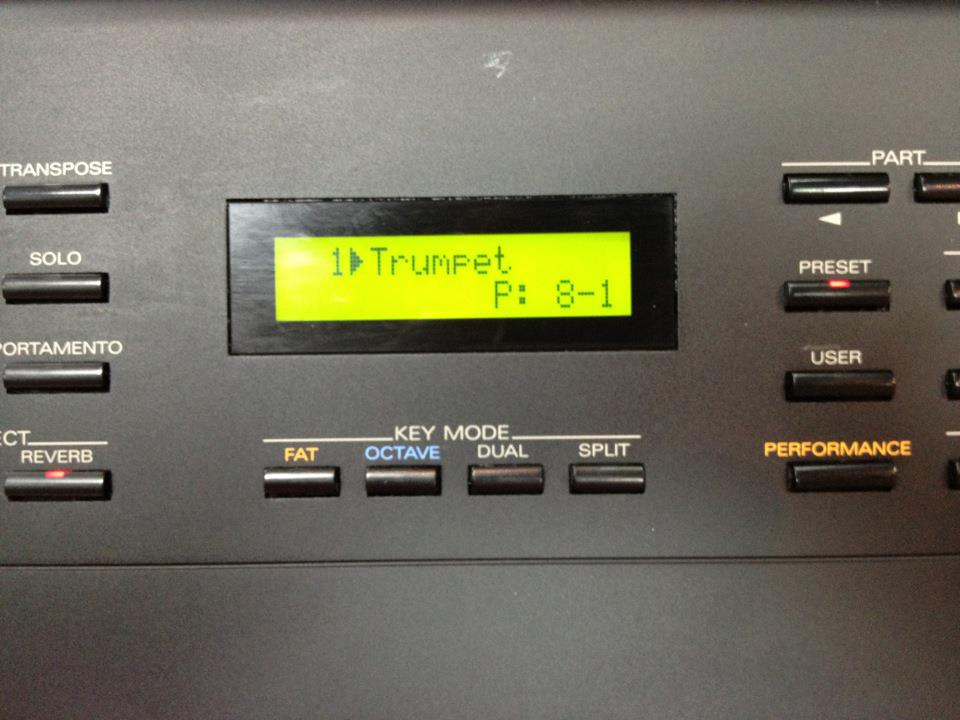 TRANSPOSE
SOLO
PORTAMENTO
ECT
REVERB
1▶Trumpet
P: 8-1
KEY MODE
FAT OCTAVE DUAL SPLIT
PART
◀
PRESET
USER
PERFORMANCE